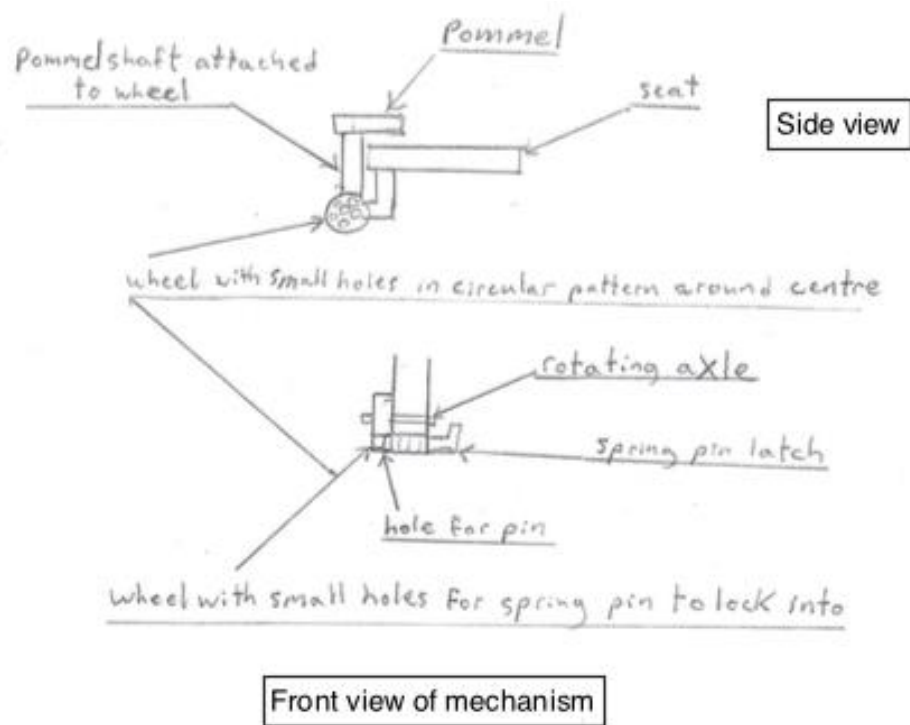 Pommel
Pommel shaft attached
to wheel
seat
Side view
wheel with small holes in circular pattern around centre
rotating axle
spring pin latch
hole for pin
wheel with small holes for spring pin to lock into
Front view of mechanism